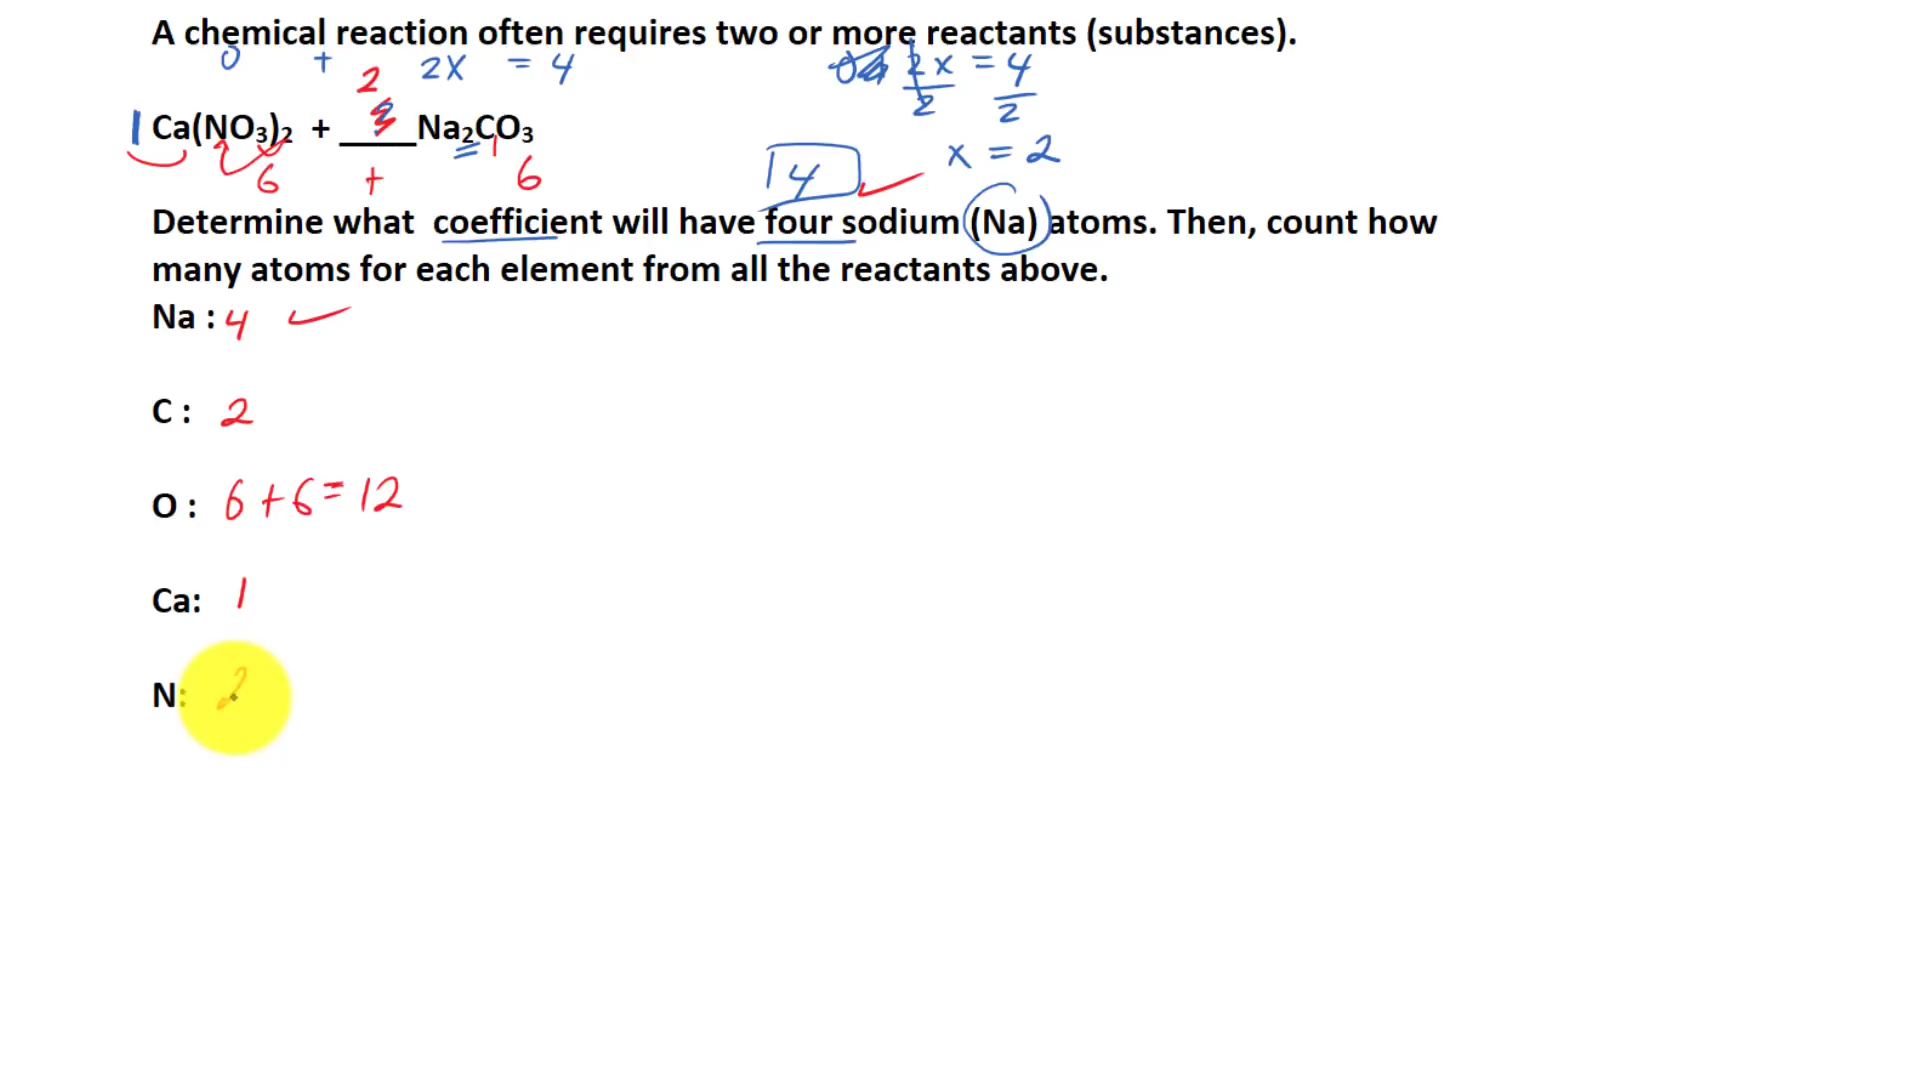 A chemical reaction often requires two or more reactants (substances).
0 + 2x = 4
2x = 4
2 2
2
1 Ca(NO₃)₂ + ____Na₂CO₃
1
x = 2
6 + 6
14
Determine what coefficient will have four sodium (Na) atoms. Then, count how
many atoms for each element from all the reactants above.
Na : 4
C : 2
O : 6 + 6 = 12
Ca: 1
N: 2